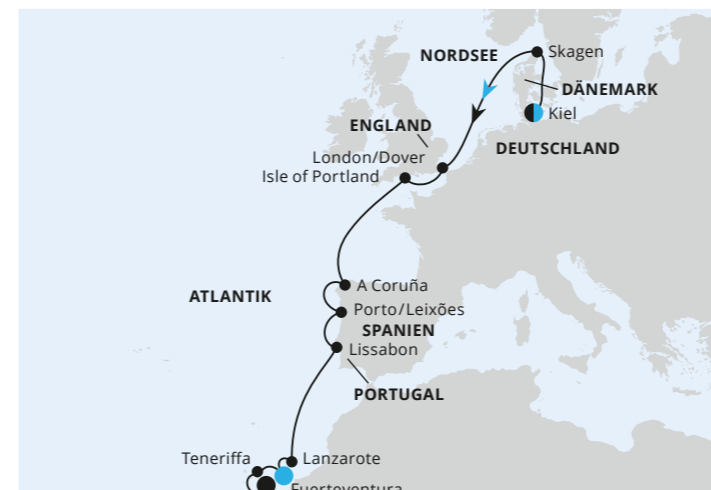 NORDSEE
Skagen
DÄNEMARK
Kiel
ENGLAND
DEUTSCHLAND
London/Dover
Isle of Portland
A Coruña
ATLANTIK
Porto/Leixões
SPANIEN
Lissabon
PORTUGAL
Teneriffa
Lanzarote
Fuerteventura